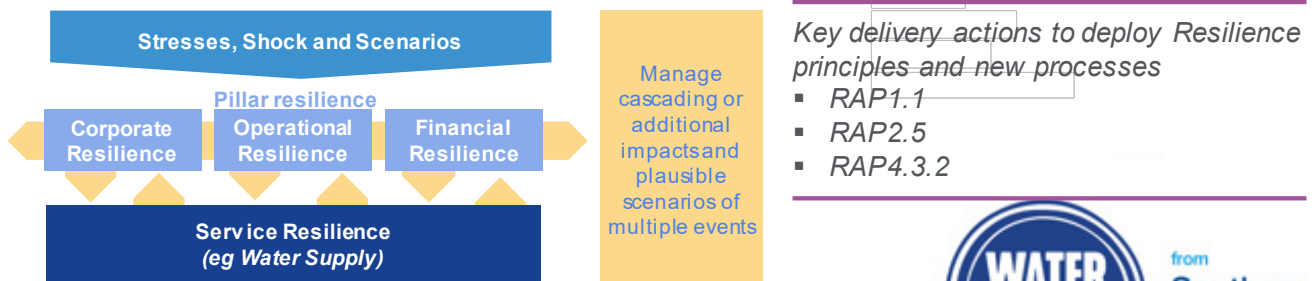 Stresses, Shock and Scenarios
Pillar resilience
Corporate
Resilience
Operational
Resilience
Financial
Resilience
Service Resilience
(eg Water Supply)
Manage
cascading or
additional
impacts and
plausible
scenarios of
multiple events
Key delivery actions to deploy Resilience
principles and new processes
▪ RAP1.1
▪ RAP2.5
▪ RAP4.3.2
WATER
from